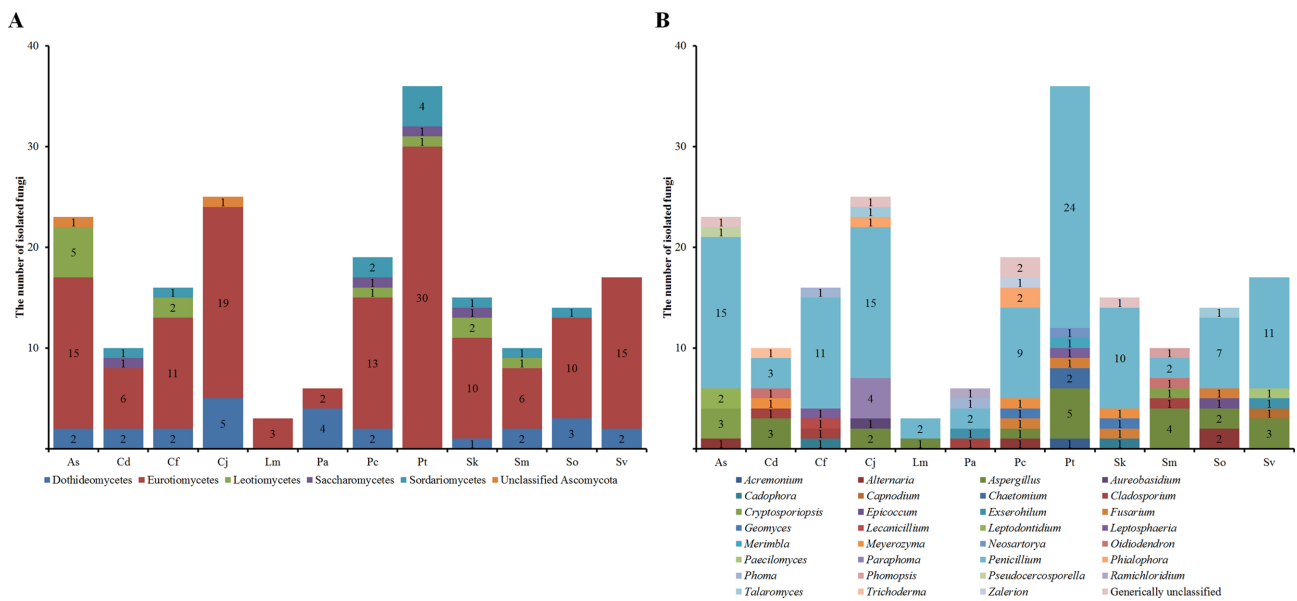 A
The number of isolated fungi
40
30
20
10
2 15 5 1
2 6 1 1
2 11 2 1
5 19 1
3
4 2
2 13 1 1 2
30 1 1 4
1 10 2 1 1
2 6 1 1
3 10 1
2 15
As Cd Cf Cj Lm Pa Pc Pt Sk Sm So Sv
Dothideomycetes Eurotiomycetes Leotiomycetes Saccharomycetes Sordariomycetes Unclassified Ascomycota
B
The number of isolated fungi
40
30
20
10
1 3 2 15 1 1
3 1 1 1 3 1
1 1 1 1 11 1
2 1 4 15 1 1 1
1 2
1 1 2 1 1
1 1 1 1 1 9 2 1 2
1 5 2 1 1 1 1 24
1 1 1 1 10 1
4 1 1 1 2 1
2 2 1 1 7 1
3 1 1 1 11
As Cd Cf Cj Lm Pa Pc Pt Sk Sm So Sv
Acremonium Alternaria Aspergillus Aureobasidium
Cadophora Capnodium Chaetomium Cladosporium
Cryptosporiopsis Epicoccum Exserohilum Fusarium
Geomyces Lecanicillium Leptodontidium Leptosphaeria
Merimbla Meyerozyma Neosartorya Oidiodendron
Paecilomyces Paraphoma Penicillium Phialophora
Phoma Phomopsis Pseudocercosporella Ramichloridium
Talaromyces Trichoderma Zalerion Generically unclassified